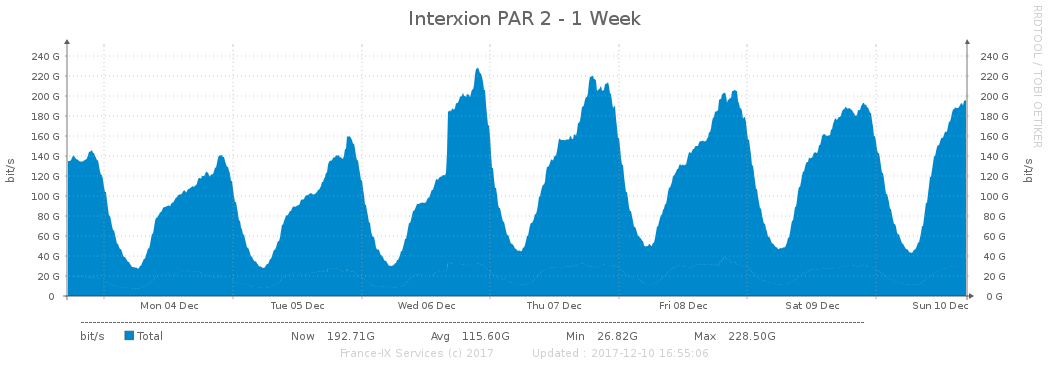 Interxion PAR 2 - 1 Week
RRDTOOL / TOBI OETIKER
bit/s
240 G
220 G
200 G
180 G
160 G
140 G
120 G
100 G
80 G
60 G
40 G
20 G
0
240 G
220 G
200 G
180 G
160 G
140 G
120 G
100 G
80 G
60 G
40 G
20 G
0 G
bit/s
Mon 04 Dec Tue 05 Dec Wed 06 Dec Thu 07 Dec Fri 08 Dec Sat 09 Dec Sun 10 Dec
bit/s Total Now 192.71G Avg 115.60G Min 26.82G Max 228.50G
France-IX Services (c) 2017 Updated : 2017-12-10 16:55:06